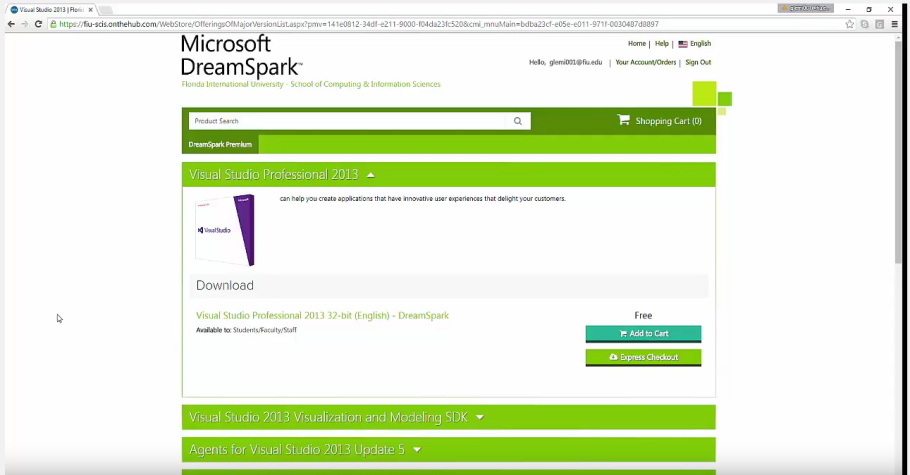 Visual Studio 2013 | Flori
https://fiu-scis.onthehub.com/WebStore/OfferingsOfMajorVersionList.aspx?pmv=141e0812-34df-e211-9000-f04da23fc520&cmi_mnuMain=bdba23cf-e05e-e011-971f-0030487d8897
Microsoft
DreamSpark
Florida International University - School of Computing & Information Sciences
Home | Help | English
Hello, glemi001@fiu.edu | Your Account/Orders | Sign Out
Product Search
Shopping Cart (0)
DreamSpark Premium
Visual Studio Professional 2013
can help you create applications that have innovative user experiences that delight your customers.
VisualStudio
Download
Visual Studio Professional 2013 32-bit (English) - DreamSpark
Free
Available to: Students/Faculty/Staff
Add to Cart
Express Checkout
Visual Studio 2013 Visualization and Modeling SDK
Agents for Visual Studio 2013 Update 5